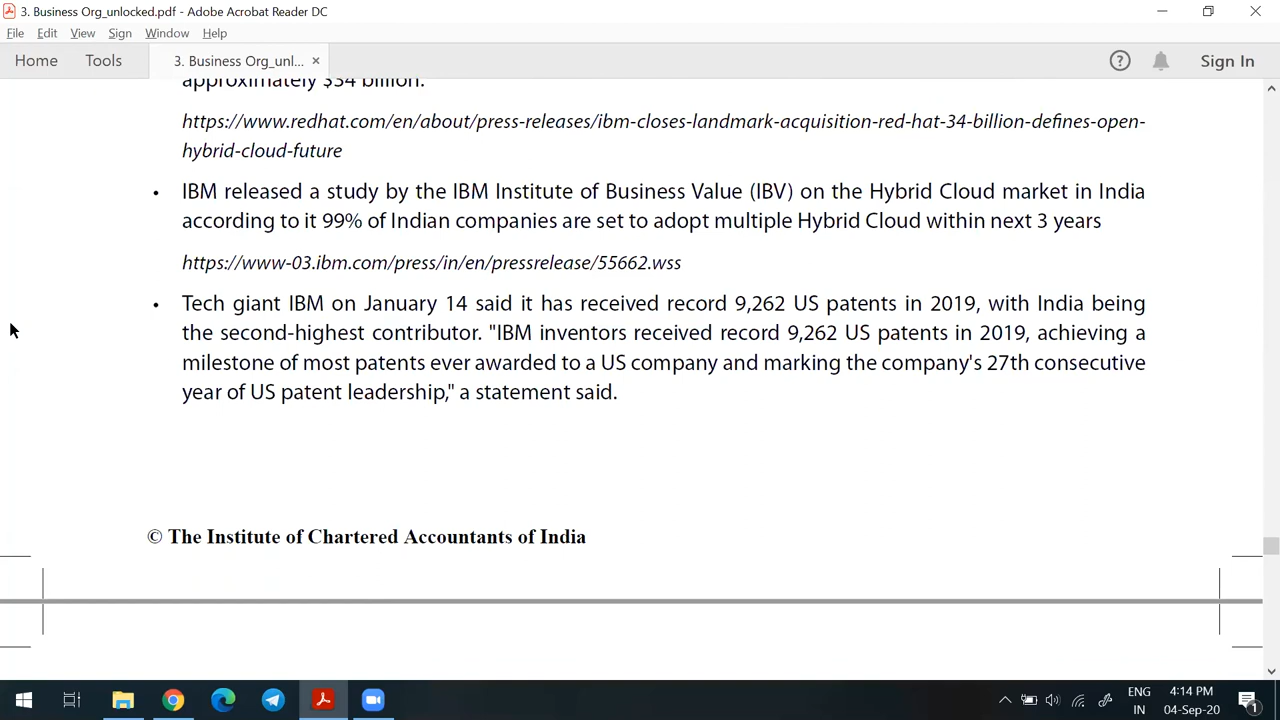 3. Business Org_unlocked.pdf - Adobe Acrobat Reader DC
File Edit View Sign Window Help
Home Tools 3. Business Org_unl... × Sign In
approximately $34 billion.
https://www.redhat.com/en/about/press-releases/ibm-closes-landmark-acquisition-red-hat-34-billion-defines-open-
hybrid-cloud-future
• IBM released a study by the IBM Institute of Business Value (IBV) on the Hybrid Cloud market in India
according to it 99% of Indian companies are set to adopt multiple Hybrid Cloud within next 3 years
https://www-03.ibm.com/press/in/en/pressrelease/55662.wss
• Tech giant IBM on January 14 said it has received record 9,262 US patents in 2019, with India being
the second-highest contributor. "IBM inventors received record 9,262 US patents in 2019, achieving a
milestone of most patents ever awarded to a US company and marking the company's 27th consecutive
year of US patent leadership," a statement said.
© The Institute of Chartered Accountants of India
ENG 4:14 PM
IN 04-Sep-20 1